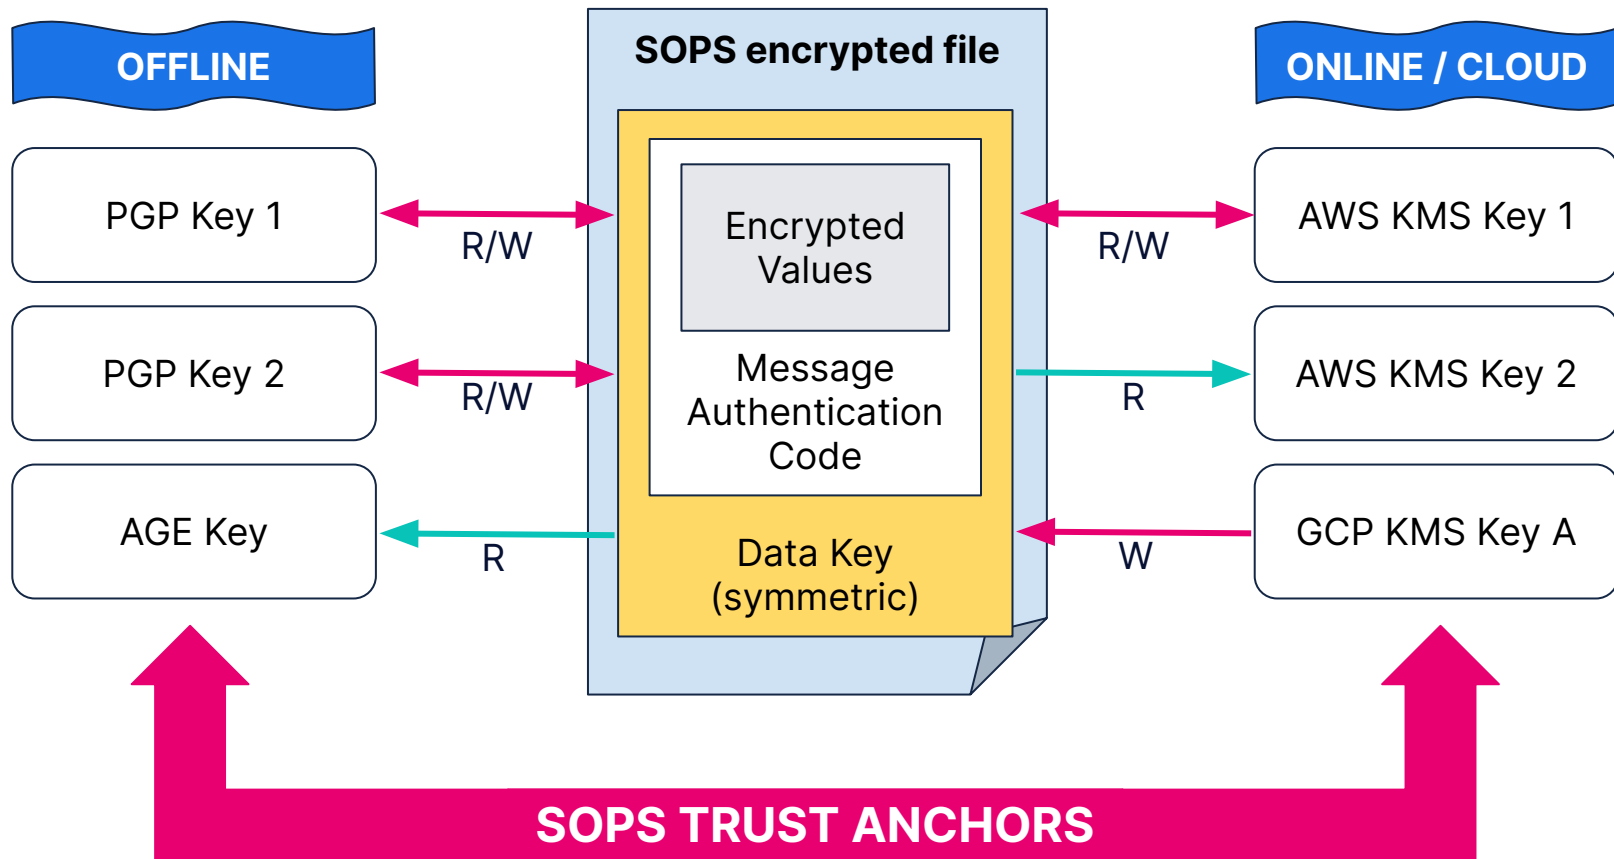 OFFLINE
SOPS encrypted file
ONLINE / CLOUD
PGP Key 1
R/W
Encrypted
Values
R/W
AWS KMS Key 1
PGP Key 2
R/W
Message
Authentication
Code
R
AWS KMS Key 2
AGE Key
R
Data Key
(symmetric)
W
GCP KMS Key A
SOPS TRUST ANCHORS